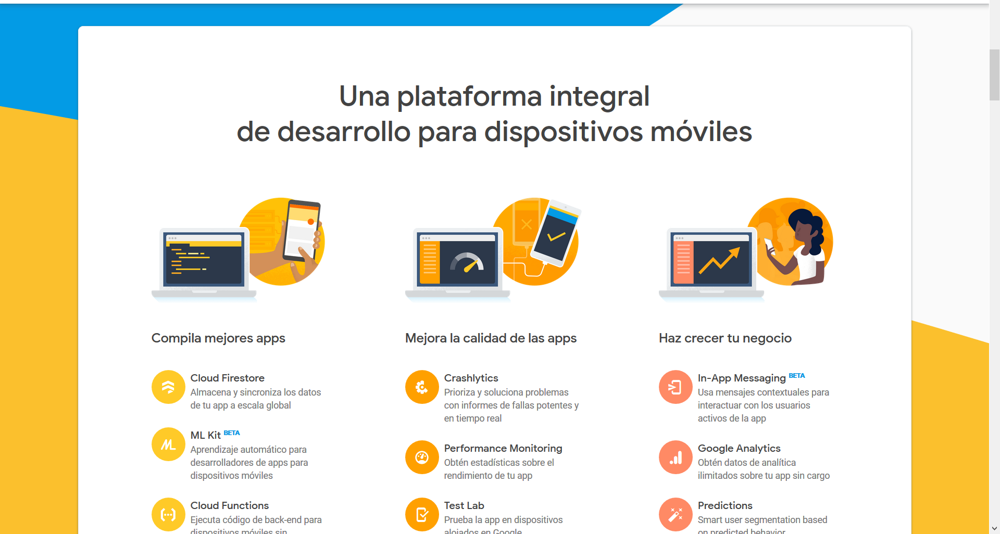 Una plataforma integral
de desarrollo para dispositivos móviles
Compila mejores apps
Cloud Firestore
Almacena y sincroniza los datos
de tu app a escala global
ML Kit BETA
Aprendizaje automático para
desarrolladores de apps para
dispositivos móviles
Cloud Functions
Ejecuta código de back-end para
dispositivos móviles sin
Mejora la calidad de las apps
Crashlytics
Prioriza y soluciona problemas
con informes de fallas potentes y
en tiempo real
Performance Monitoring
Obtén estadísticas sobre el
rendimiento de tu app
Test Lab
Prueba la app en dispositivos
alojados en Google
Haz crecer tu negocio
In-App Messaging BETA
Usa mensajes contextuales para
interactuar con los usuarios
activos de la app
Google Analytics
Obtén datos de analítica
ilimitados sobre tu app sin cargo
Predictions
Smart user segmentation based
on predicted behavior